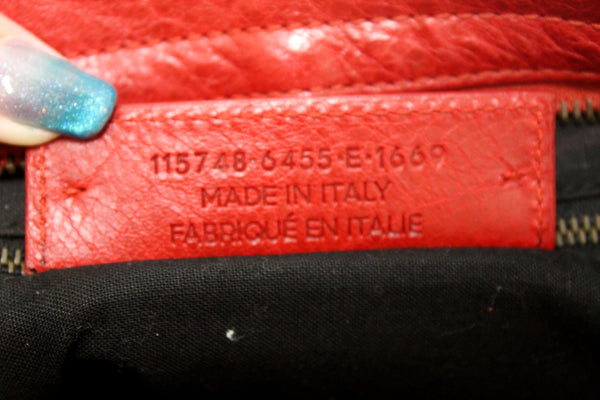 115748·6455·E·1669
MADE IN ITALY
FABRIQUÉ EN ITALIE